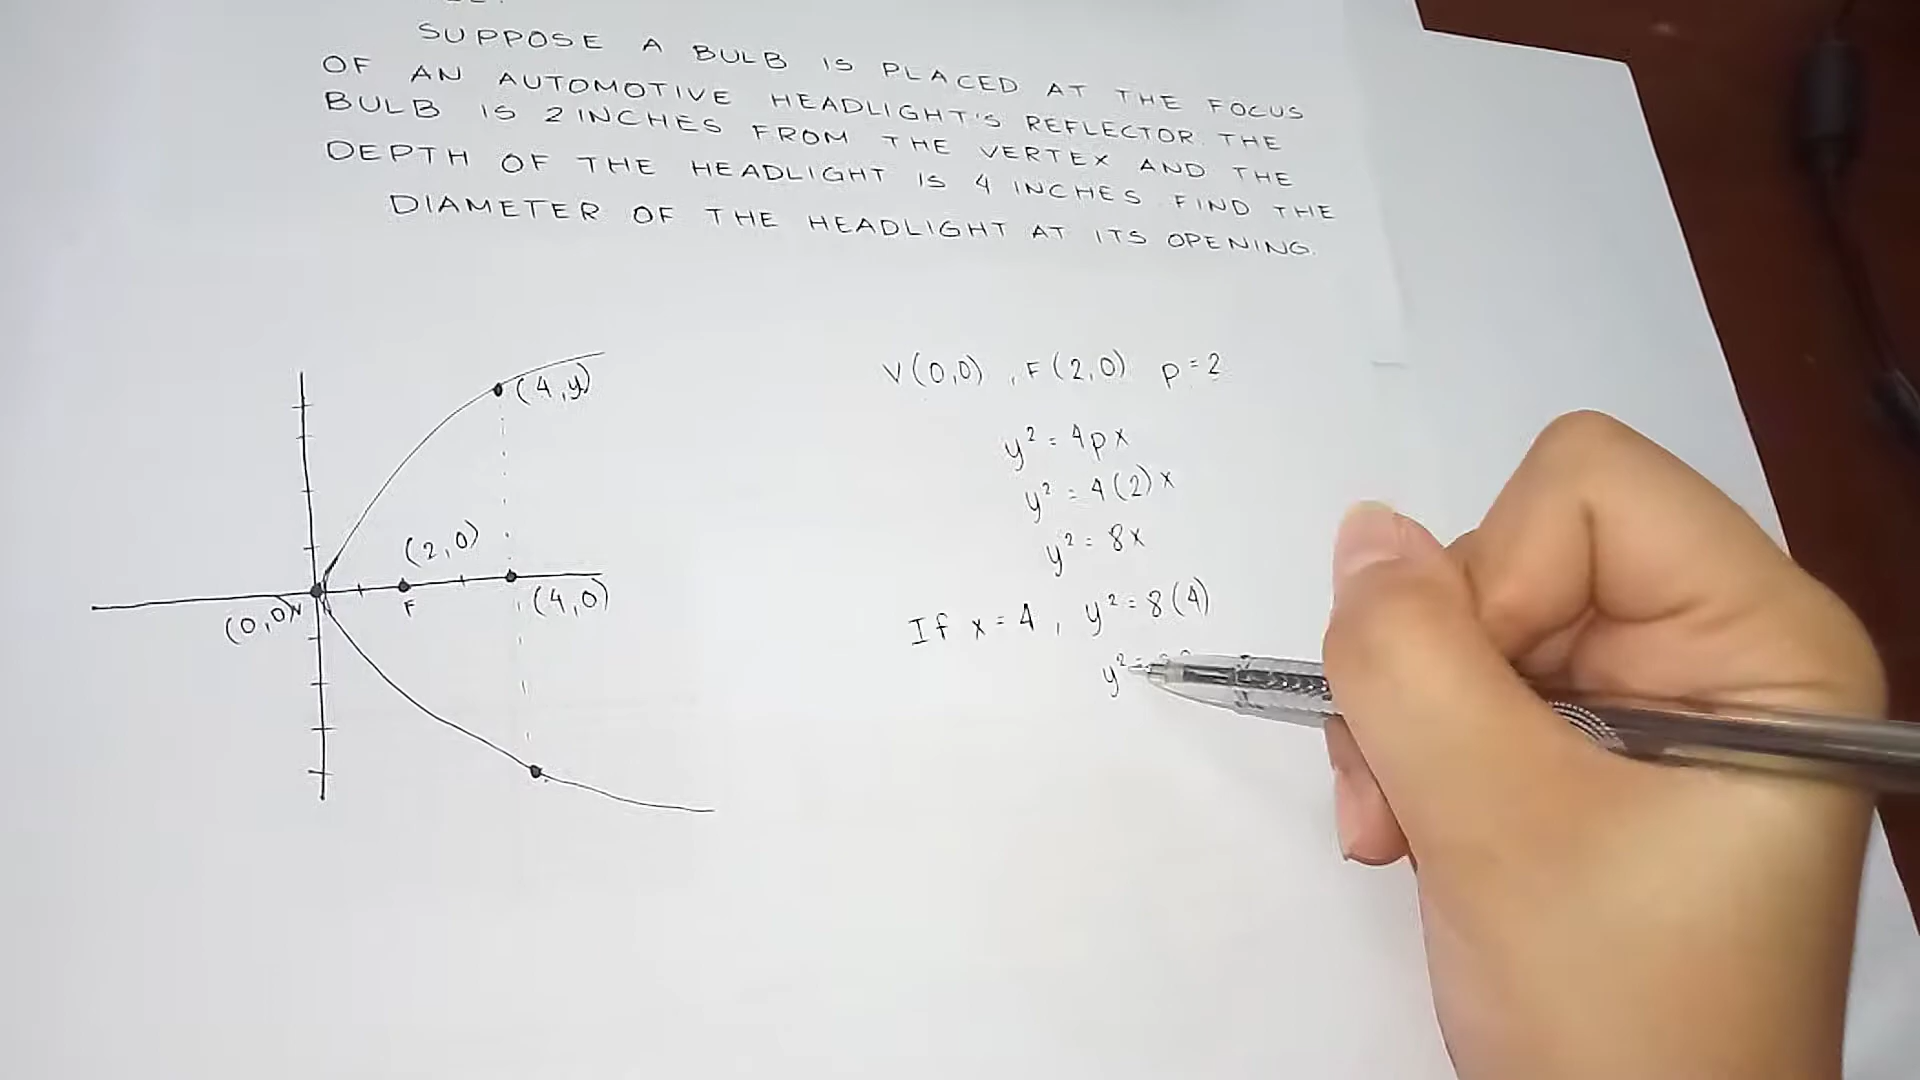 SUPPOSE A BULB IS PLACED AT THE FOCUS
OF AN AUTOMOTIVE HEADLIGHT'S REFLECTOR. THE
BULB IS 2 INCHES FROM THE VERTEX AND THE
DEPTH OF THE HEADLIGHT IS 4 INCHES. FIND THE
DIAMETER OF THE HEADLIGHT AT ITS OPENING.
(4,y)
(2,0)
F
(4,0)
(0,0)V
V(0,0), F(2,0) p=2
y² = 4px
y² = 4(2)x
y² = 8x
If x = 4, y² = 8(4)
y² =